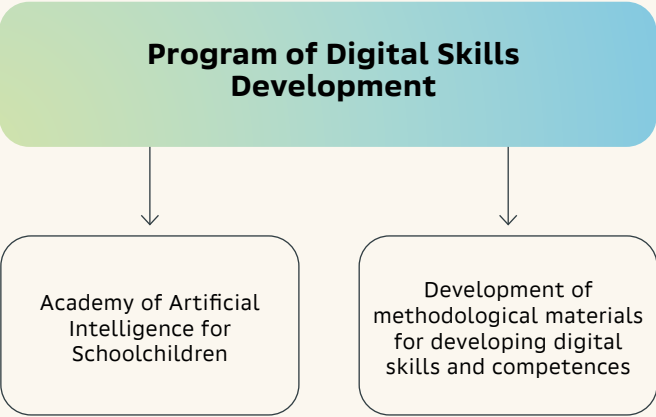 Program of Digital Skills
Development
Academy of Artificial
Intelligence for
Schoolchildren
Development of
methodological materials
for developing digital
skills and competences